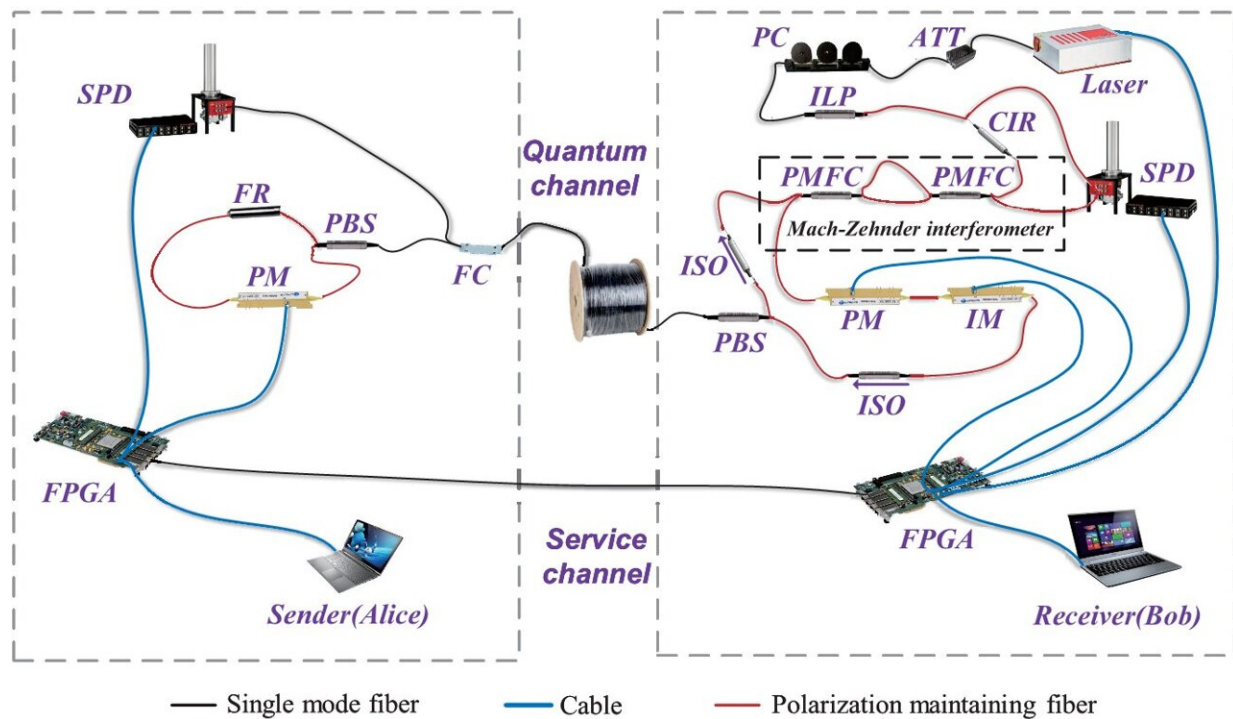 PC
ATT
Laser
SPD
ILP
CIR
Quantum
channel
FR
PBS
FC
PM
PMFC
PMFC
SPD
Mach-Zehnder interferometer
ISO
PM
IM
PBS
ISO
FPGA
FPGA
Service
channel
Sender(Alice)
Receiver(Bob)
Single mode fiber
Cable
Polarization maintaining fiber